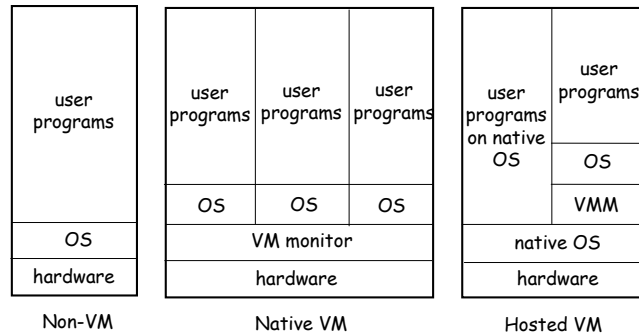 user
programs
OS
hardware
Non-VM
user
programs
user
programs
user
programs
OS
OS
OS
VM monitor
hardware
Native VM
user
programs
on native
OS
user
programs
OS
VMM
native OS
hardware
Hosted VM